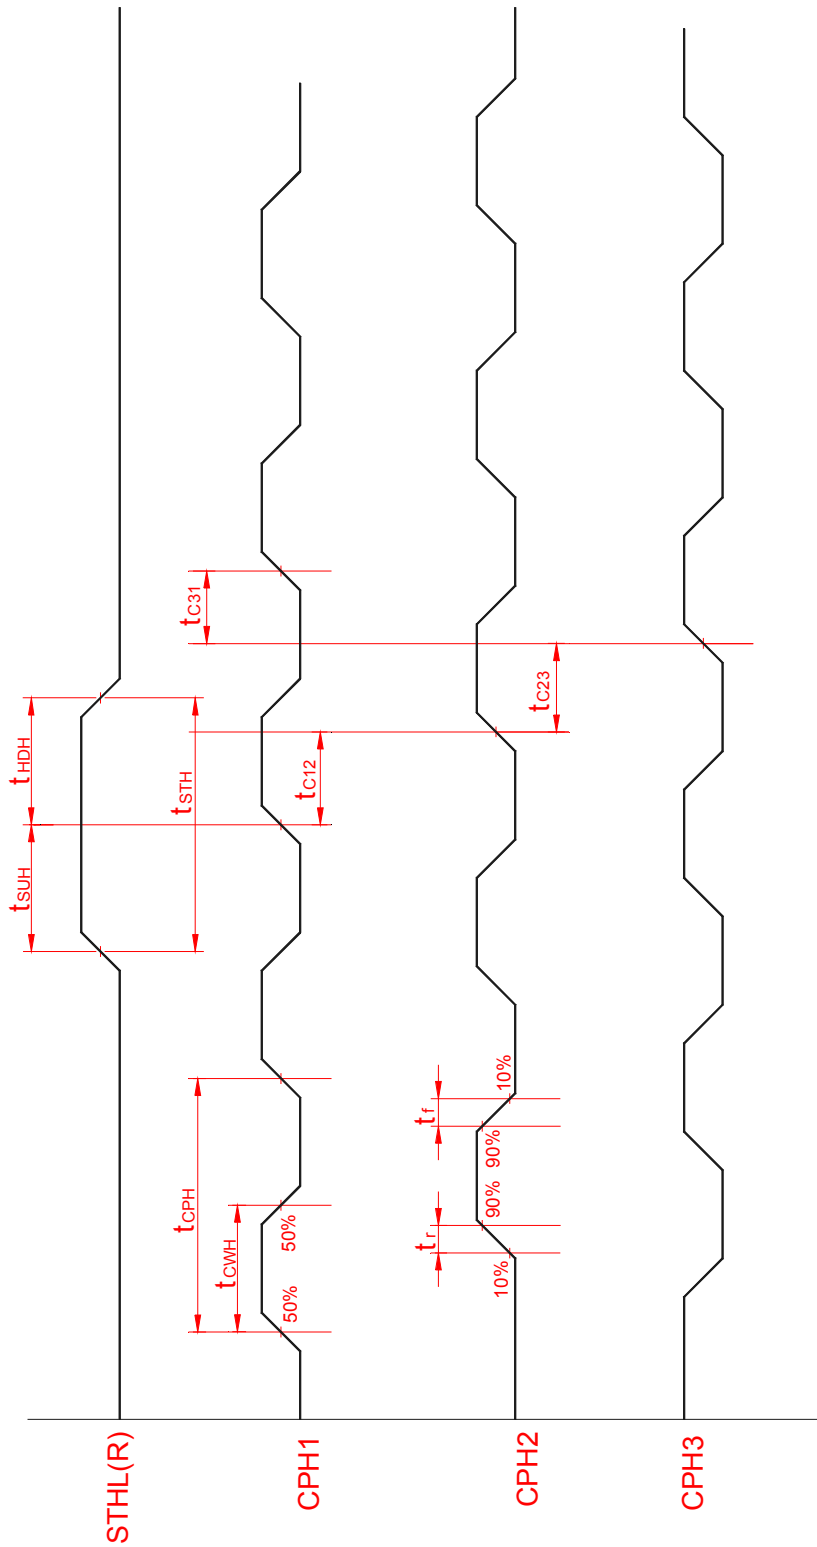 STHL(R)
tSUH
tHDH
tSTH
CPH1
tCPH
tCWH
50%
50%
tC12
tC31
CPH2
tr
tf
10%
90%
90%
10%
tC23
CPH3